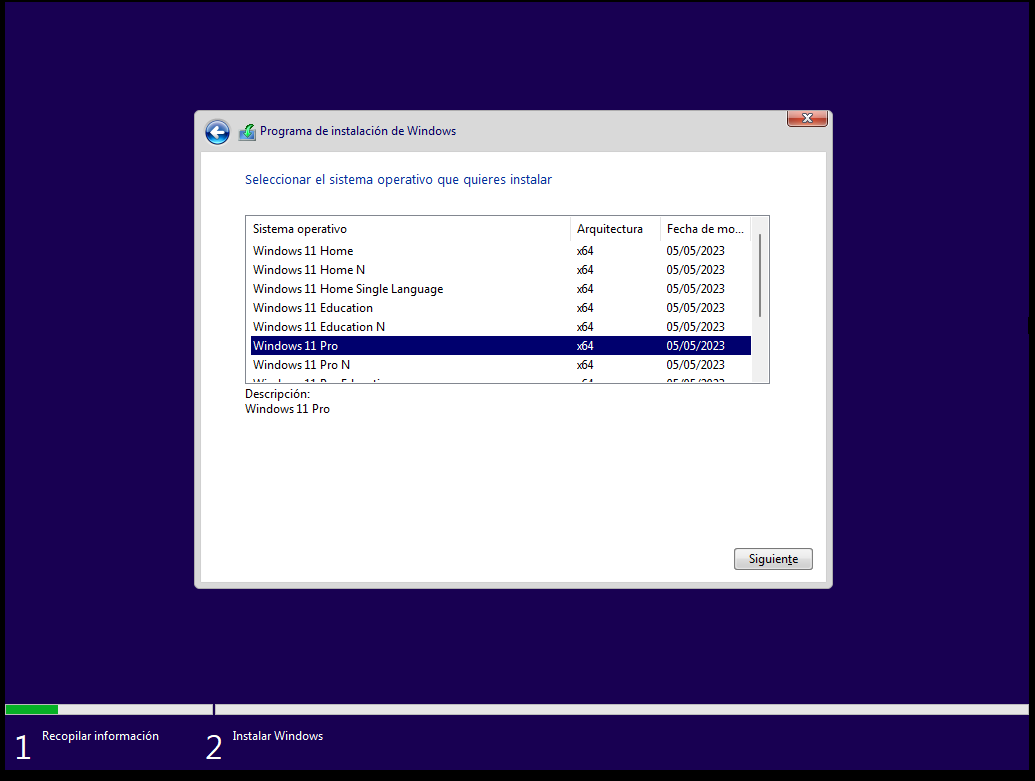 Programa de instalación de Windows
Seleccionar el sistema operativo que quieres instalar
Sistema operativo Arquitectura Fecha de mo...
Windows 11 Home x64 05/05/2023
Windows 11 Home N x64 05/05/2023
Windows 11 Home Single Language x64 05/05/2023
Windows 11 Education x64 05/05/2023
Windows 11 Education N x64 05/05/2023
Windows 11 Pro x64 05/05/2023
Windows 11 Pro N x64 05/05/2023
Descripción:
Windows 11 Pro
Siguiente
1 Recopilar información 2 Instalar Windows